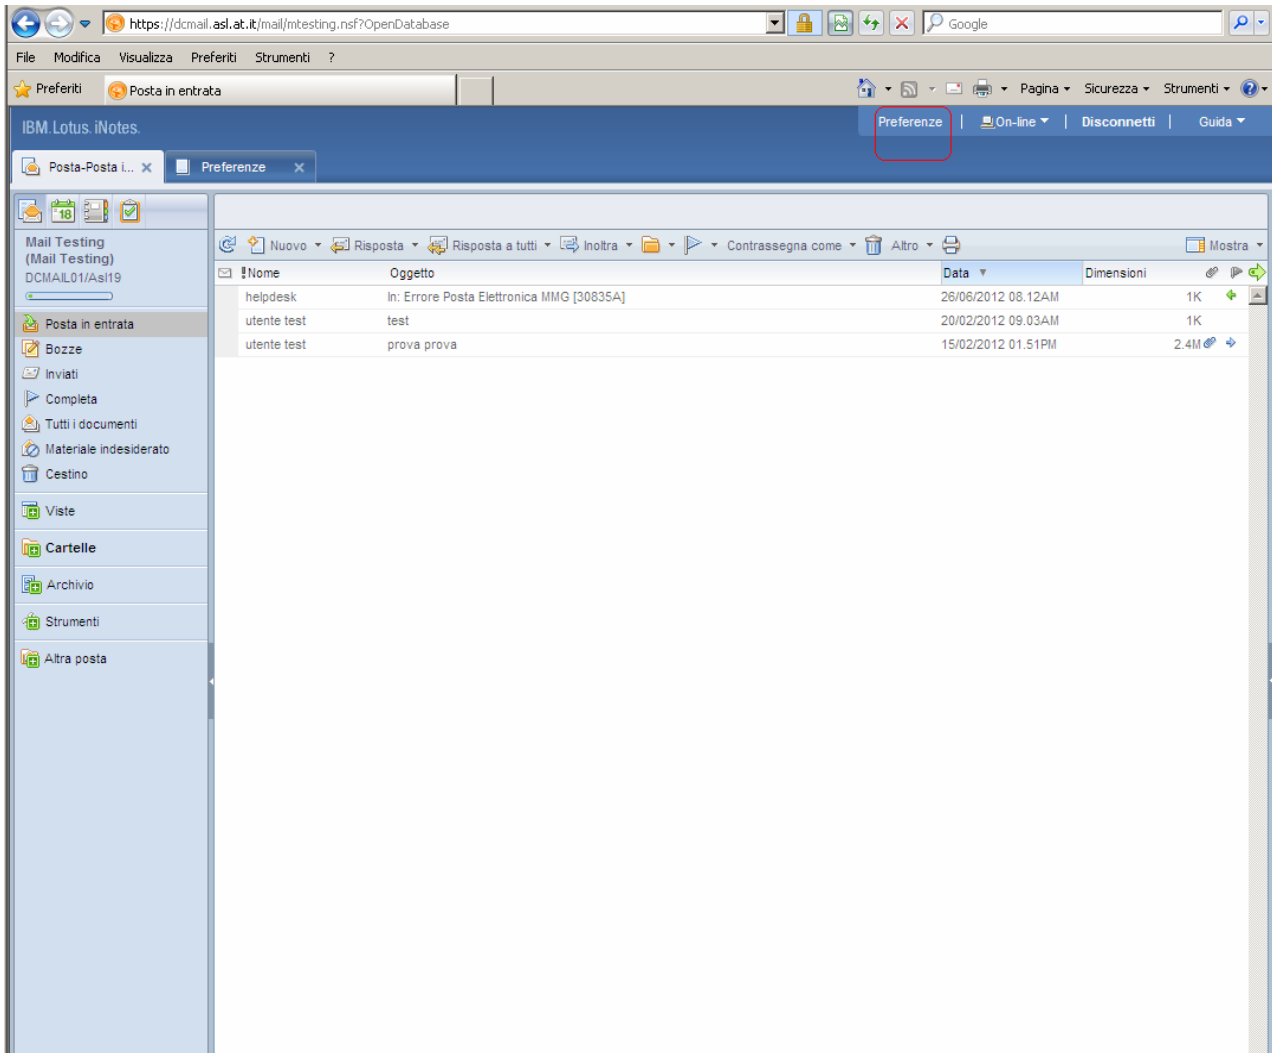 https://dcmail.asl.at.it/mail/mtesting.nsf?OpenDatabase Google
File Modifica Visualizza Preferiti Strumenti ?
Preferiti Posta in entrata Pagina Sicurezza Strumenti
IBM.Lotus.iNotes. Preferenze | On-line | Disconnetti | Guida
Posta-Posta i... Preferenze
18
Mail Testing
(Mail Testing)
DCMAIL01/Asl19
Nuovo Risposta Risposta a tutti Inoltra Contrassegna come Altro Mostra
! Nome Oggetto Data Dimensioni
helpdesk In: Errore Posta Elettronica MMG [30835A] 26/06/2012 08.12AM 1K
utente test test 20/02/2012 09.03AM 1K
utente test prova prova 15/02/2012 01.51PM 2.4M
Posta in entrata
Bozze
Inviati
Completa
Tutti i documenti
Materiale indesiderato
Cestino
Viste
Cartelle
Archivio
Strumenti
Altra posta